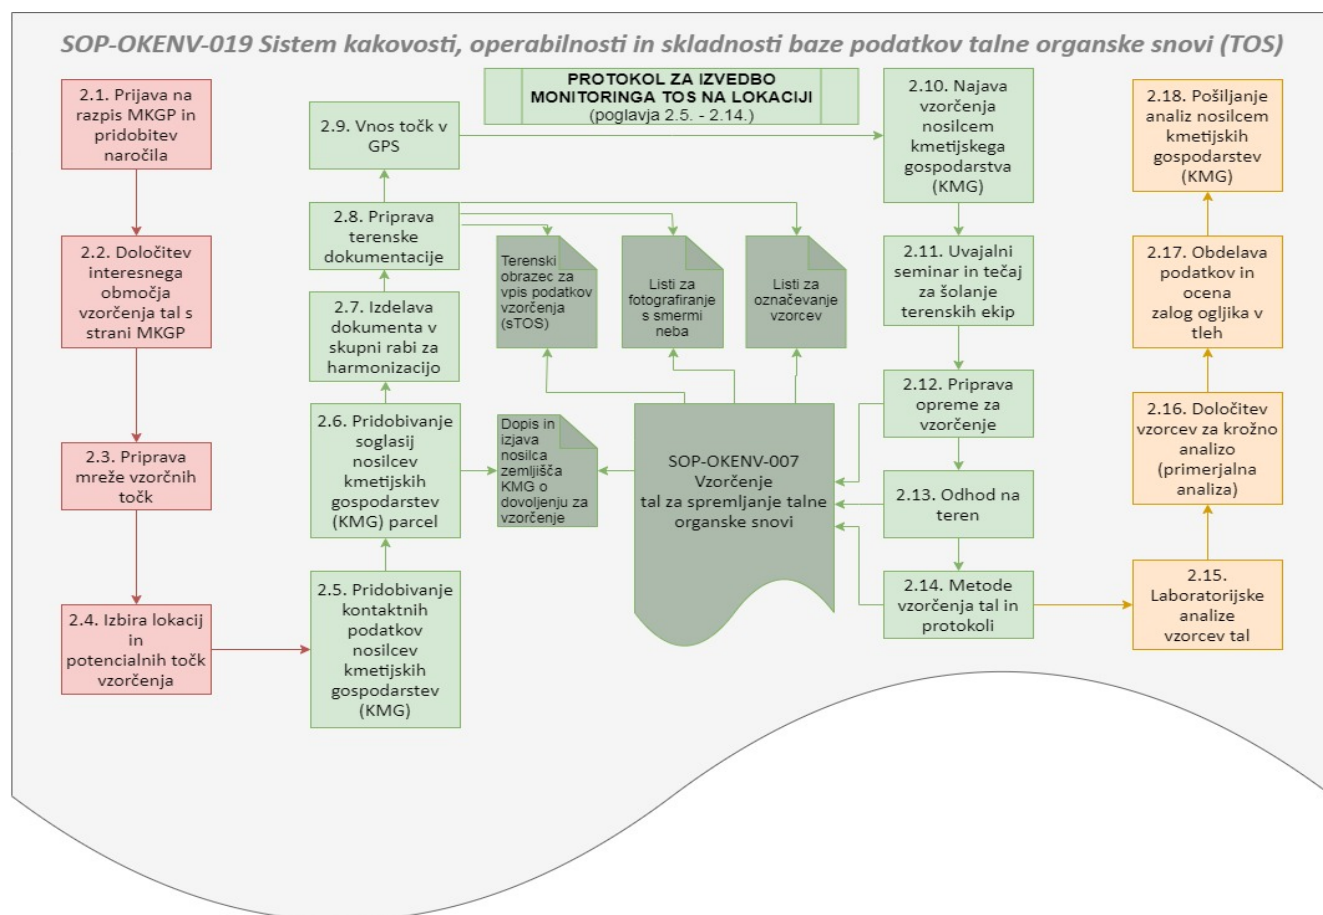 SOP-OKENV-019 Sistem kakovosti, operabilnosti in skladnosti baze podatkov talne organske snovi (TOS)
2.1. Prijava na
razpis MKGP in
pridobitev
naročila
2.2. Določitev
interesnega
območja
vzorčenja tal s
strani MKGP
2.3. Priprava
mreže vzorčnih
točk
2.4. Izbira lokacij
in
potencialnih točk
vzorčenja
2.5. Pridobivanje
kontaktnih
podatkov
nosilcev
kmetijskih
gospodarstev
(KMG)
2.6. Pridobivanje
soglasij
nosilcev
kmetijskih
gospodarstev
(KMG) parcel
2.7. Izdelava
dokumenta v
skupni rabi za
harmonizacijo
2.8. Priprava
terenske
dokumentacije
2.9. Vnos točk v
GPS
PROTOKOL ZA IZVEDBO
MONITORINGA TOS NA LOKACIJI
(poglavja 2.5. - 2.14.)
Terenski
obrazec za
vpis podatkov
vzorčenja
(sTOS)
Listi za
fotografiranje
s smermi
neba
Listi za
označevanje
vzorcev
Dopis in
izjava
nosilca
zemljišča
KMG o
dovoljenju za
vzorčenje
SOP-OKENV-007
Vzorčenje
tal za spremljanje talne
organske snovi
2.10. Najava
vzorčenja
nosilcem
kmetijskega
gospodarstva
(KMG)
2.11. Uvajalni
seminar in tečaj
za šolanje
terenskih ekip
2.12. Priprava
opreme za
vzorčenje
2.13. Odhod na
teren
2.14. Metode
vzorčenja tal in
protokoli
2.15.
Laboratorijske
analize
vzorcev tal
2.16. Določitev
vzorcev za krožno
analizo
(primerjalna
analiza)
2.17. Obdelava
podatkov in
ocena
zalog ogljika v
tleh
2.18. Pošiljanje
analiz nosilcem
kmetijskih
gospodarstev
(KMG)